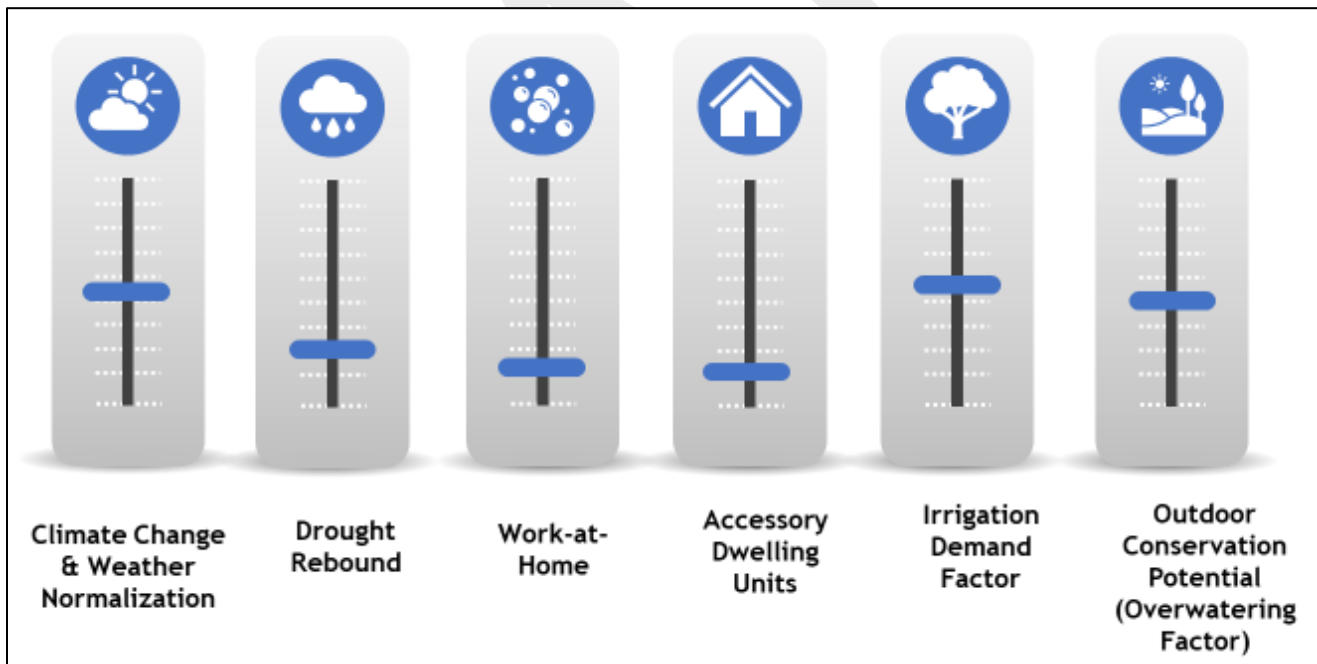 Climate Change
& Weather
Normalization
Drought
Rebound
Work-at-
Home
Accessory
Dwelling
Units
Irrigation
Demand
Factor
Outdoor
Conservation
Potential
(Overwatering
Factor)